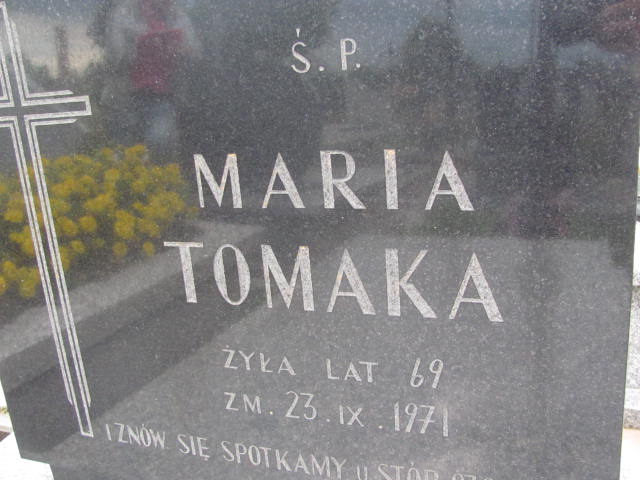 Ś. P.
MARIA
TOMAKA
ŻYŁA LAT 69
ZM. 23. IX. 1971
I ZNÓW SIĘ SPOTKAMY U STÓP